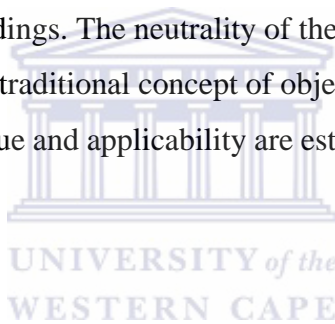 dings. The neutrality of the
traditional concept of obje
ue and applicability are est
UNIVERSITY of the
WESTERN CAPE